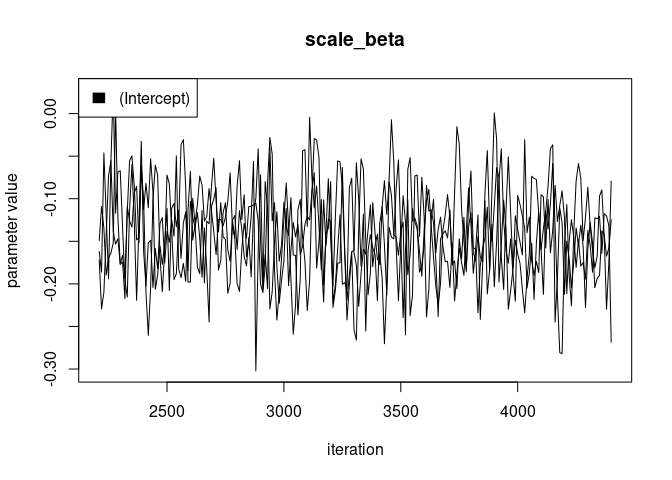 scale_beta
(Intercept)
0.00
-0.10
-0.20
-0.30
parameter value
2500 3000 3500 4000
iteration